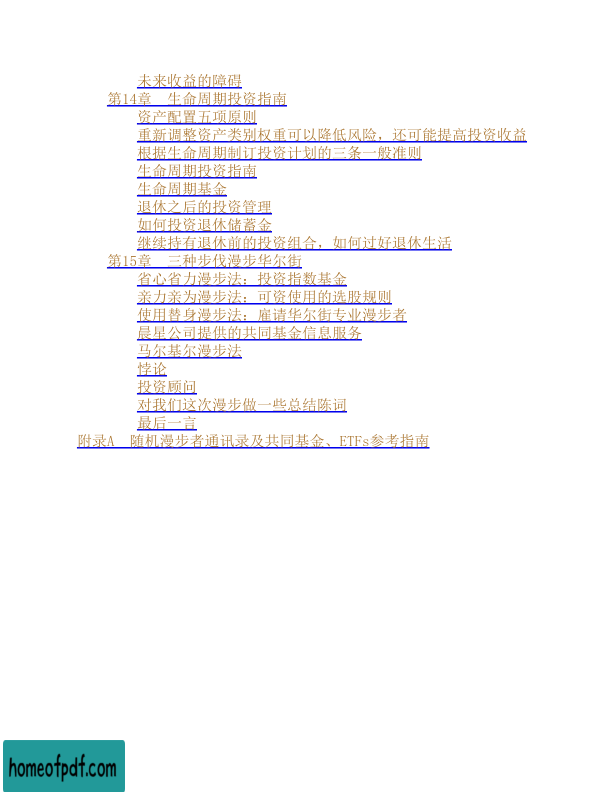 未来收益的障碍
第14章　生命周期投资指南
资产配置五项原则
重新调整资产类别权重可以降低风险，还可能提高投资收益
根据生命周期制订投资计划的三条一般准则
生命周期投资指南
生命周期基金
退休之后的投资管理
如何投资退休储蓄金
继续持有退休前的投资组合，如何过好退休生活
第15章　三种步伐漫步华尔街
省心省力漫步法：投资指数基金
亲力亲为漫步法：可资使用的选股规则
使用替身漫步法：雇请华尔街专业漫步者
晨星公司提供的共同基金信息服务
马尔基尔漫步法
悖论
投资顾问
对我们这次漫步做一些总结陈词
最后一言
附录A　随机漫步者通讯录及共同基金、ETFs参考指南
homeofpdf.com